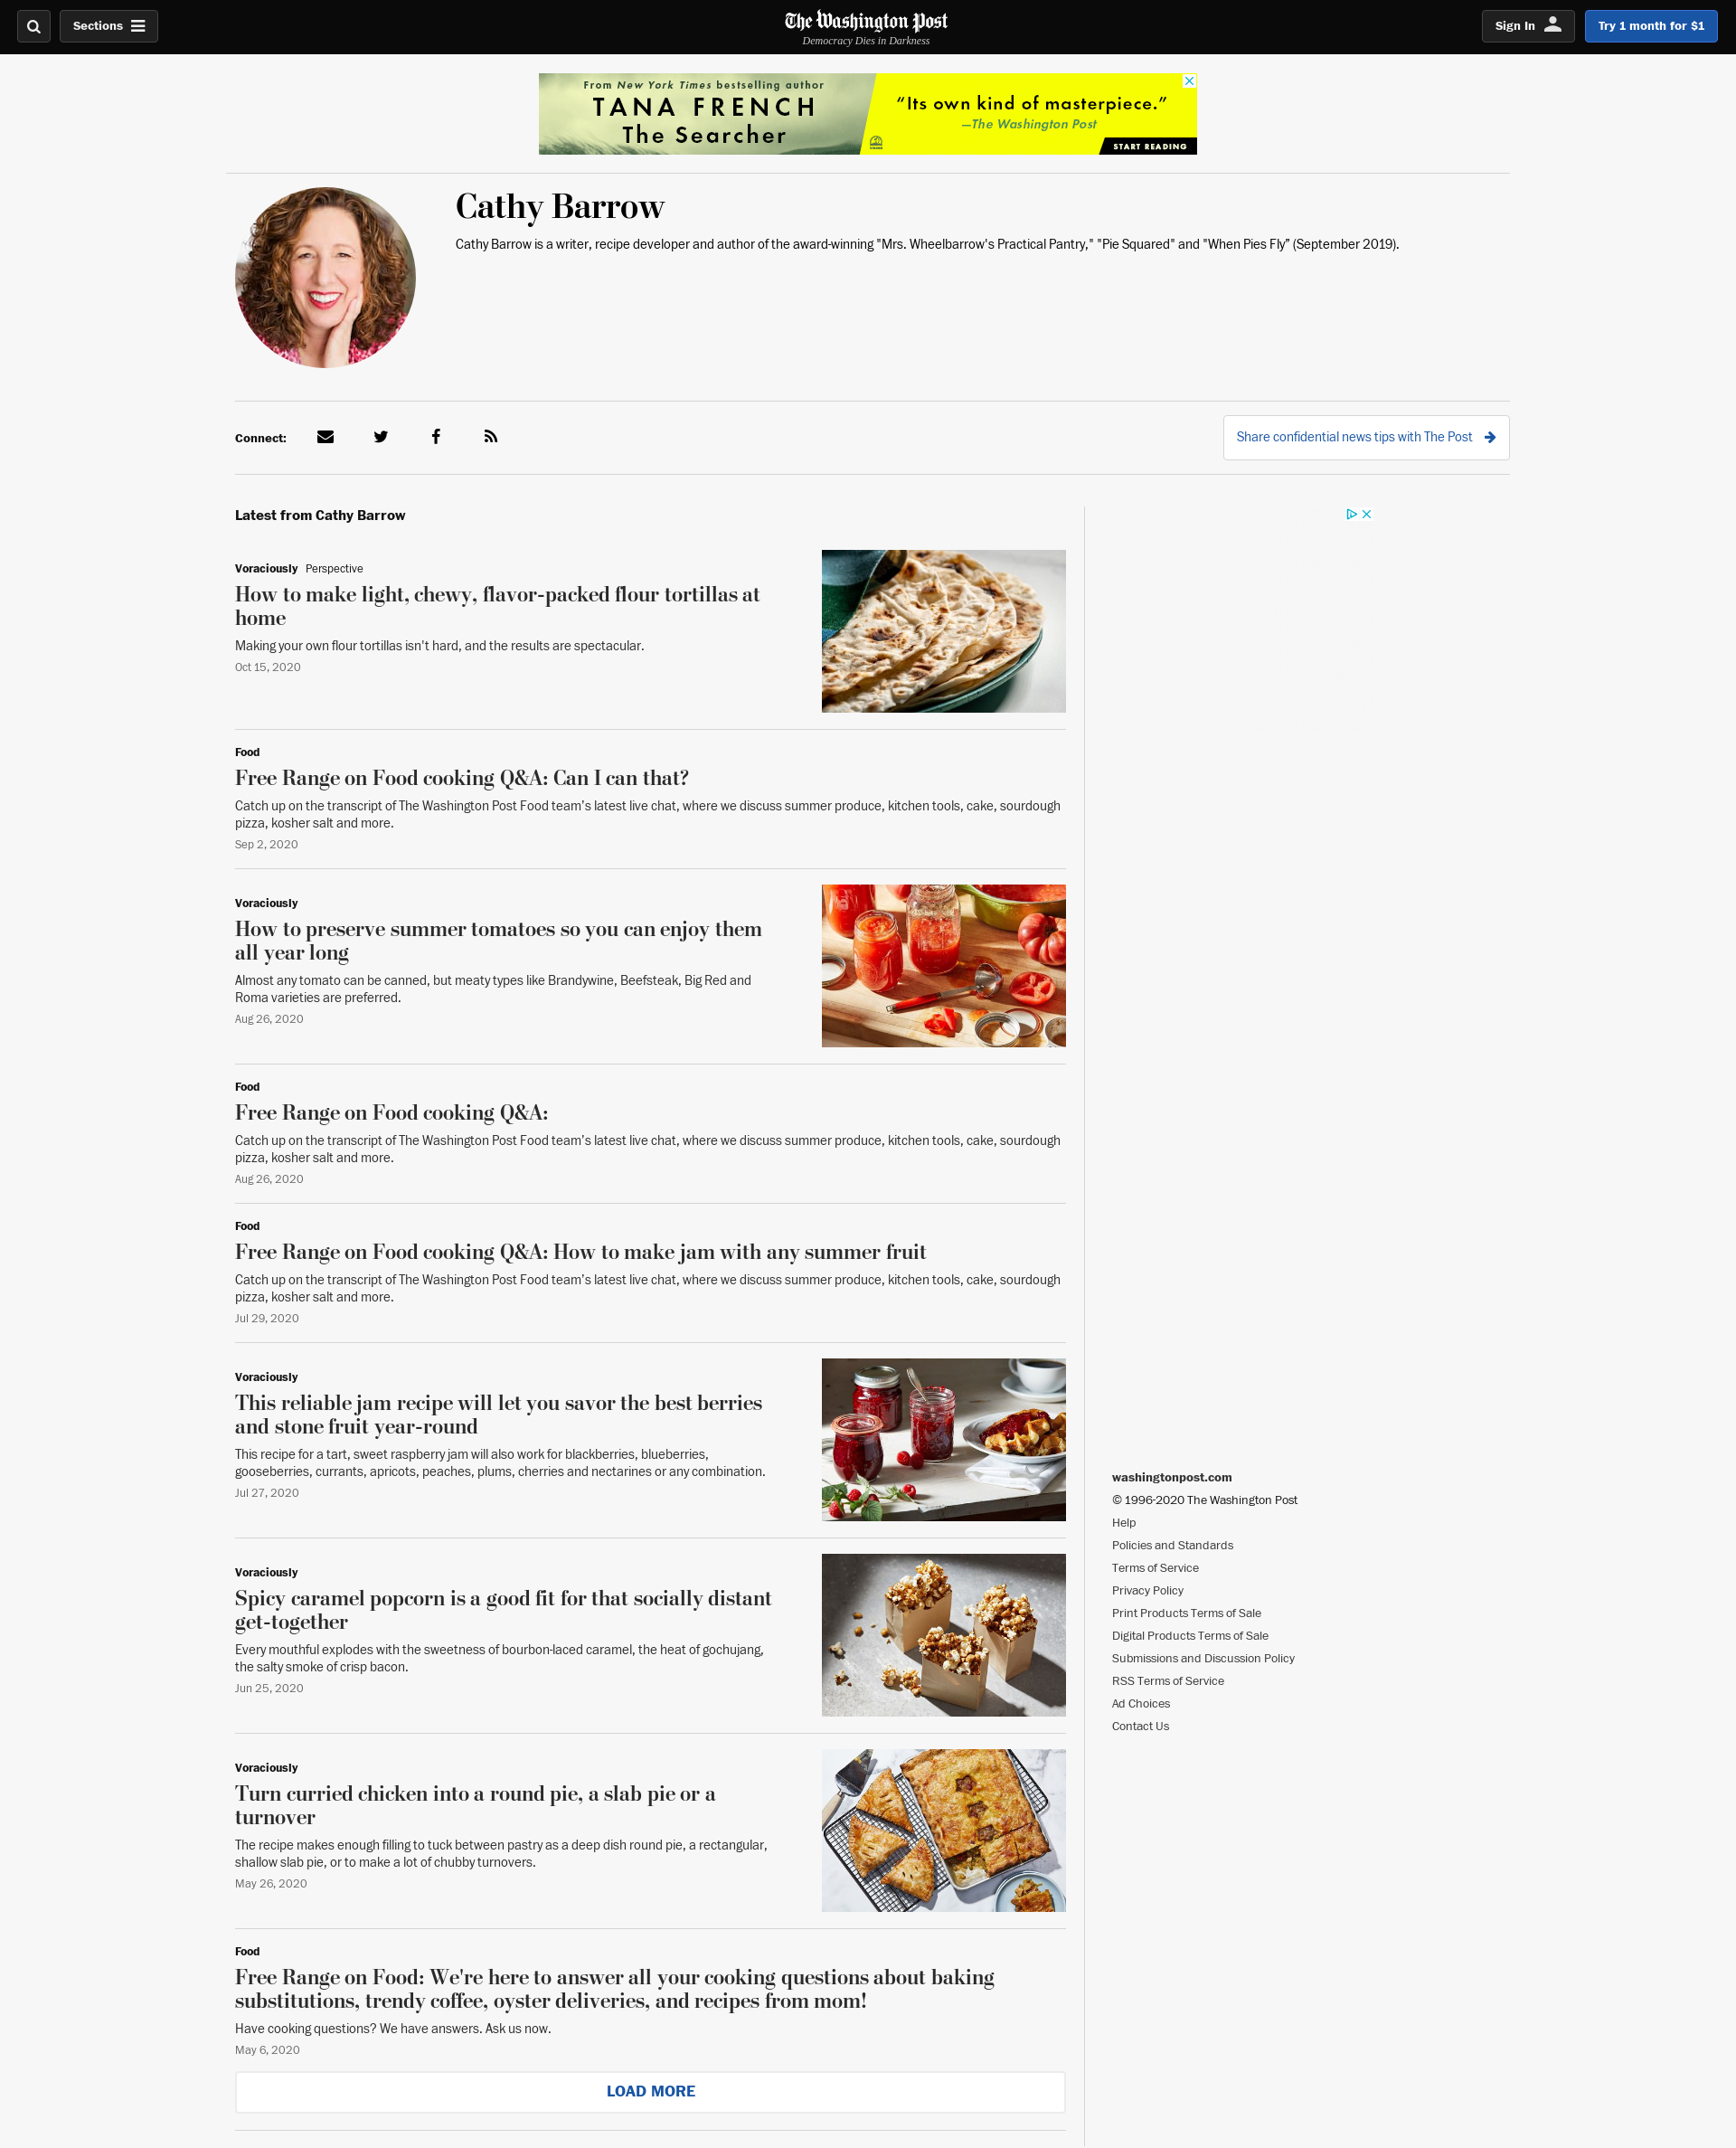 Sections
The Washington Post
Democracy Dies in Darkness
Sign In
Try 1 month for $1
From New York Times bestselling author
TANA FRENCH
The Searcher
“Its own kind of masterpiece.”
—The Washington Post
START READING
Cathy Barrow
Cathy Barrow is a writer, recipe developer and author of the award-winning "Mrs. Wheelbarrow's Practical Pantry," "Pie Squared" and "When Pies Fly" (September 2019).
Connect:
Share confidential news tips with The Post
Latest from Cathy Barrow
Voraciously Perspective
How to make light, chewy, flavor-packed flour tortillas at
home
Making your own flour tortillas isn't hard, and the results are spectacular.
Oct 15, 2020
Food
Free Range on Food cooking Q&A: Can I can that?
Catch up on the transcript of The Washington Post Food team’s latest live chat, where we discuss summer produce, kitchen tools, cake, sourdough
pizza, kosher salt and more.
Sep 2, 2020
Voraciously
How to preserve summer tomatoes so you can enjoy them
all year long
Almost any tomato can be canned, but meaty types like Brandywine, Beefsteak, Big Red and
Roma varieties are preferred.
Aug 26, 2020
Food
Free Range on Food cooking Q&A:
Catch up on the transcript of The Washington Post Food team’s latest live chat, where we discuss summer produce, kitchen tools, cake, sourdough
pizza, kosher salt and more.
Aug 26, 2020
Food
Free Range on Food cooking Q&A: How to make jam with any summer fruit
Catch up on the transcript of The Washington Post Food team’s latest live chat, where we discuss summer produce, kitchen tools, cake, sourdough
pizza, kosher salt and more.
Jul 29, 2020
Voraciously
This reliable jam recipe will let you savor the best berries
and stone fruit year-round
This recipe for a tart, sweet raspberry jam will also work for blackberries, blueberries,
gooseberries, currants, apricots, peaches, plums, cherries and nectarines or any combination.
Jul 27, 2020
Voraciously
Spicy caramel popcorn is a good fit for that socially distant
get-together
Every mouthful explodes with the sweetness of bourbon-laced caramel, the heat of gochujang,
the salty smoke of crisp bacon.
Jun 25, 2020
Voraciously
Turn curried chicken into a round pie, a slab pie or a
turnover
The recipe makes enough filling to tuck between pastry as a deep dish round pie, a rectangular,
shallow slab pie, or to make a lot of chubby turnovers.
May 26, 2020
Food
Free Range on Food: We're here to answer all your cooking questions about baking
substitutions, trendy coffee, oyster deliveries, and recipes from mom!
Have cooking questions? We have answers. Ask us now.
May 6, 2020
LOAD MORE
washingtonpost.com
© 1996-2020 The Washington Post
Help
Policies and Standards
Terms of Service
Privacy Policy
Print Products Terms of Sale
Digital Products Terms of Sale
Submissions and Discussion Policy
RSS Terms of Service
Ad Choices
Contact Us